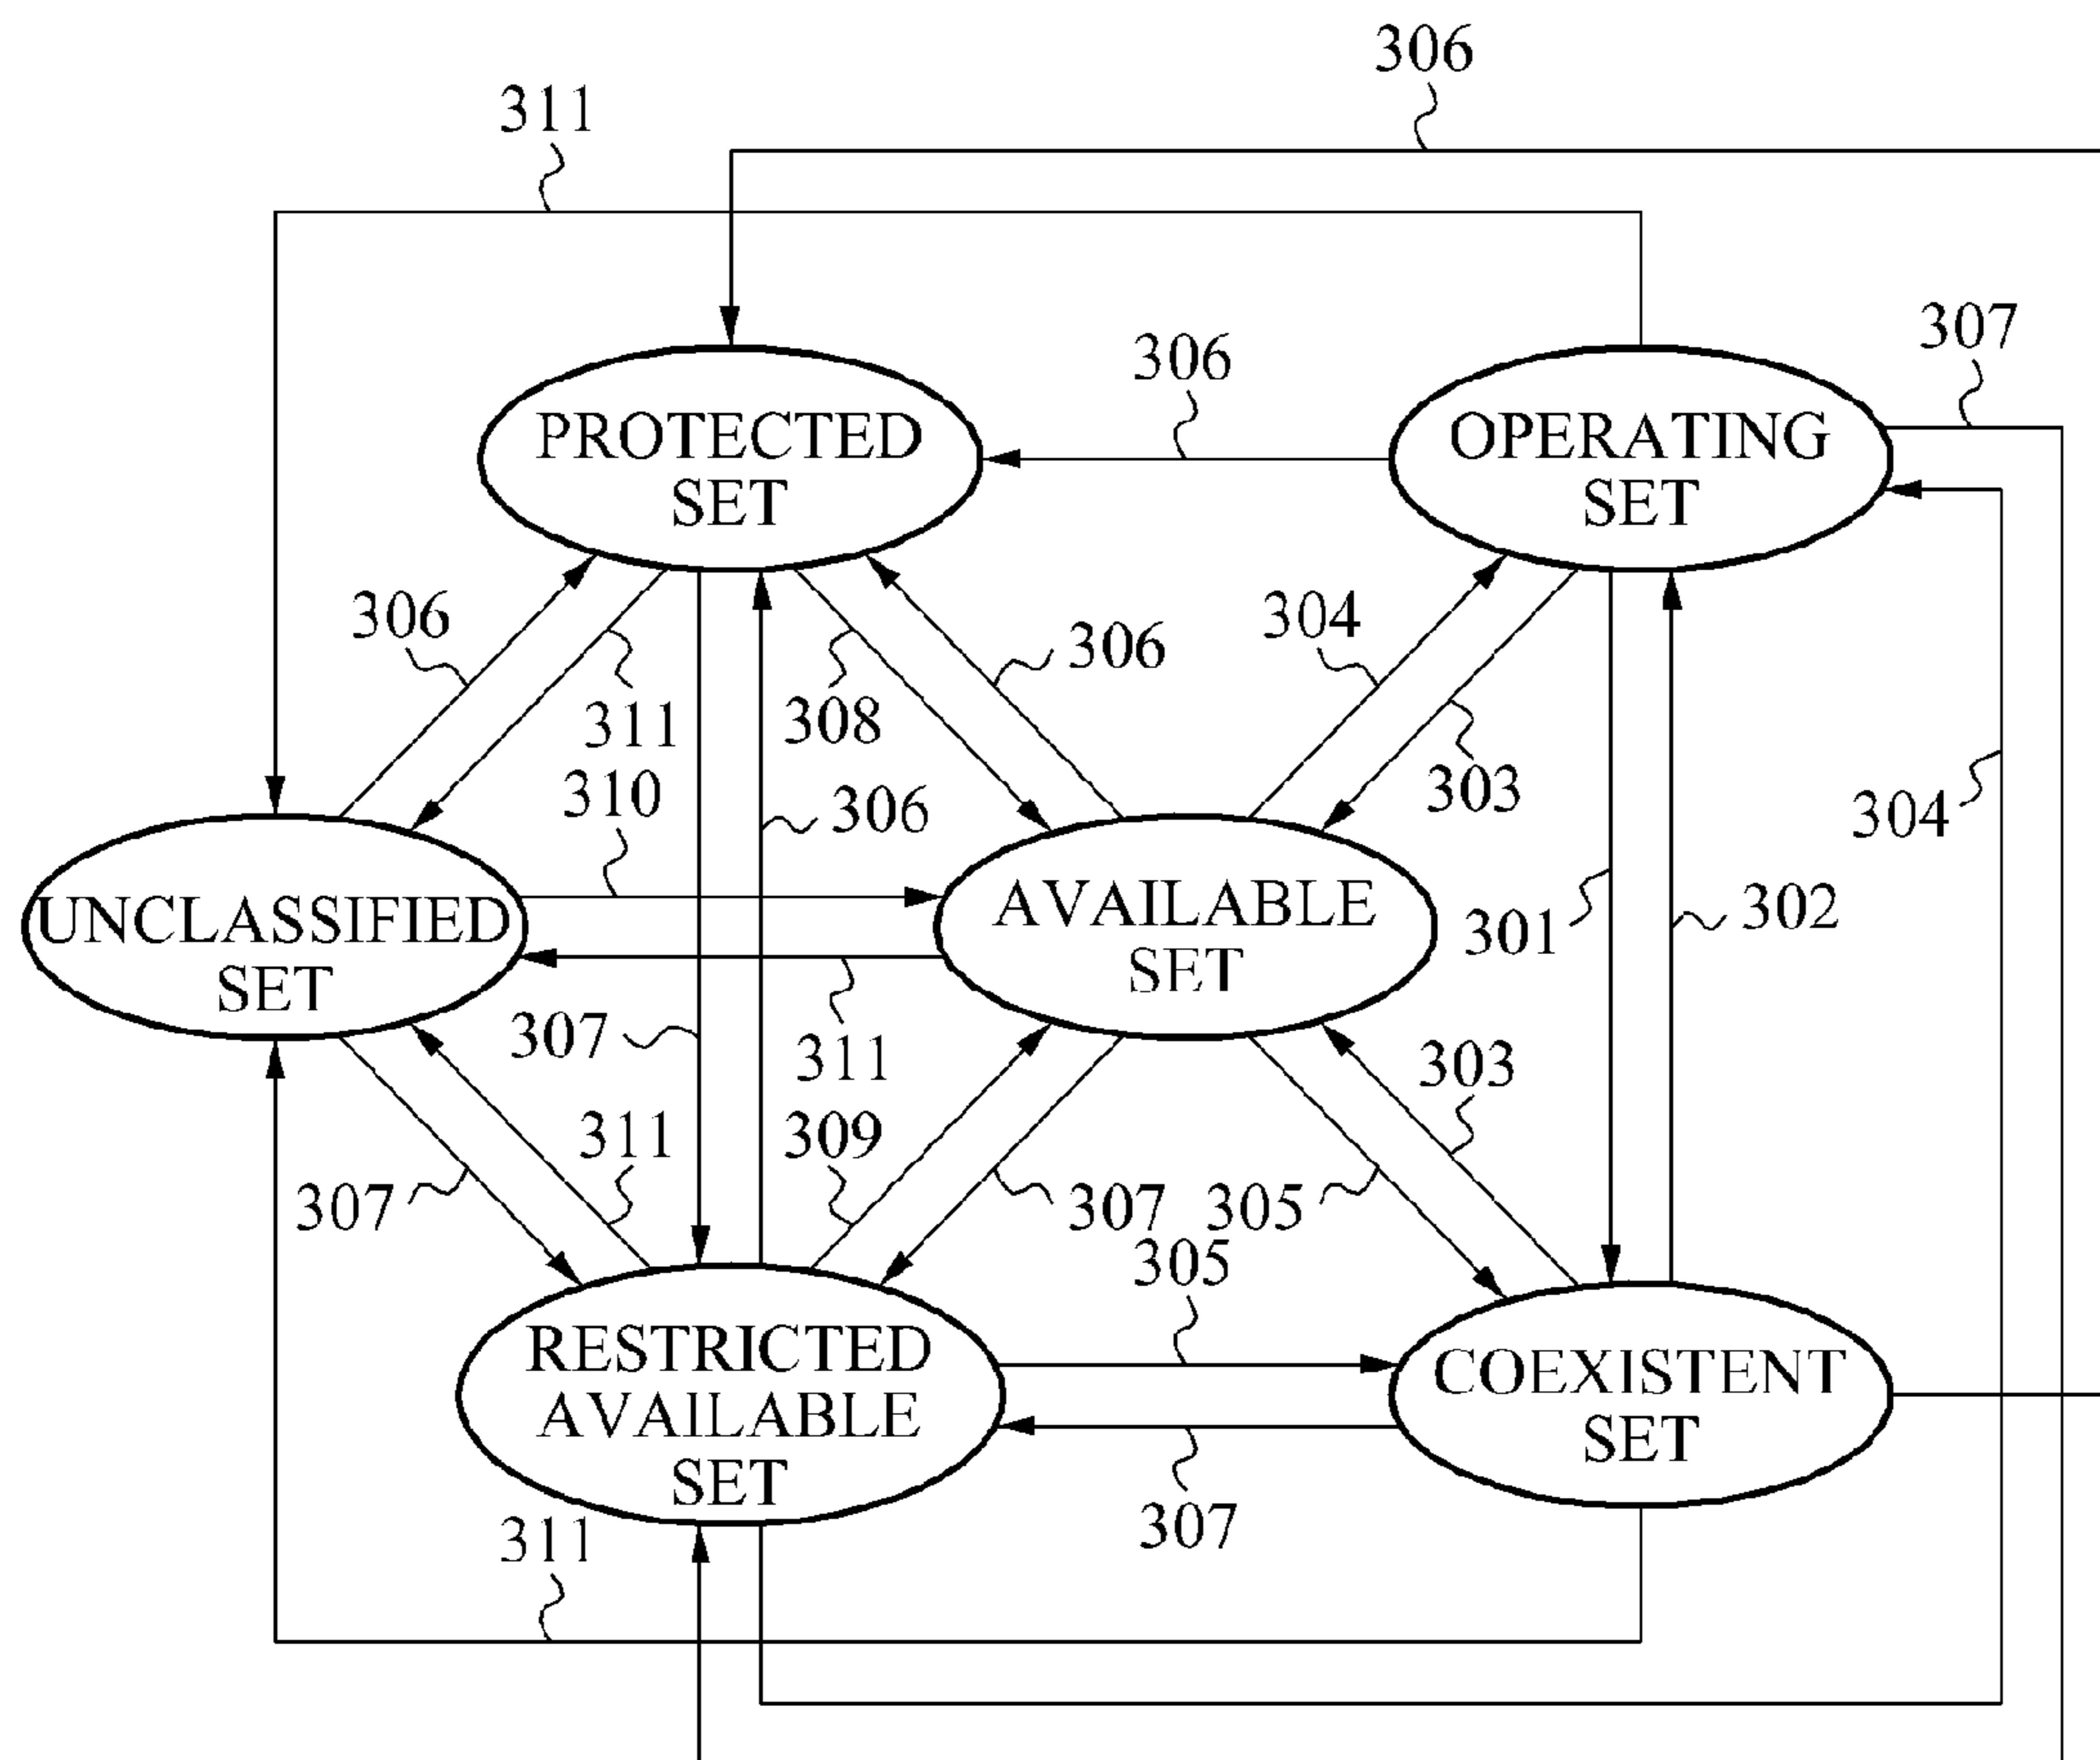 306
311
307
306
PROTECTED
SET
OPERATING
SET
306
311
308
306
304
303
310
306
304
UNCLASSIFIED
SET
AVAILABLE
SET
301
302
307
311
303
311
309
307
307
305
305
RESTRICTED
AVAILABLE
SET
COEXISTENT
SET
307
311